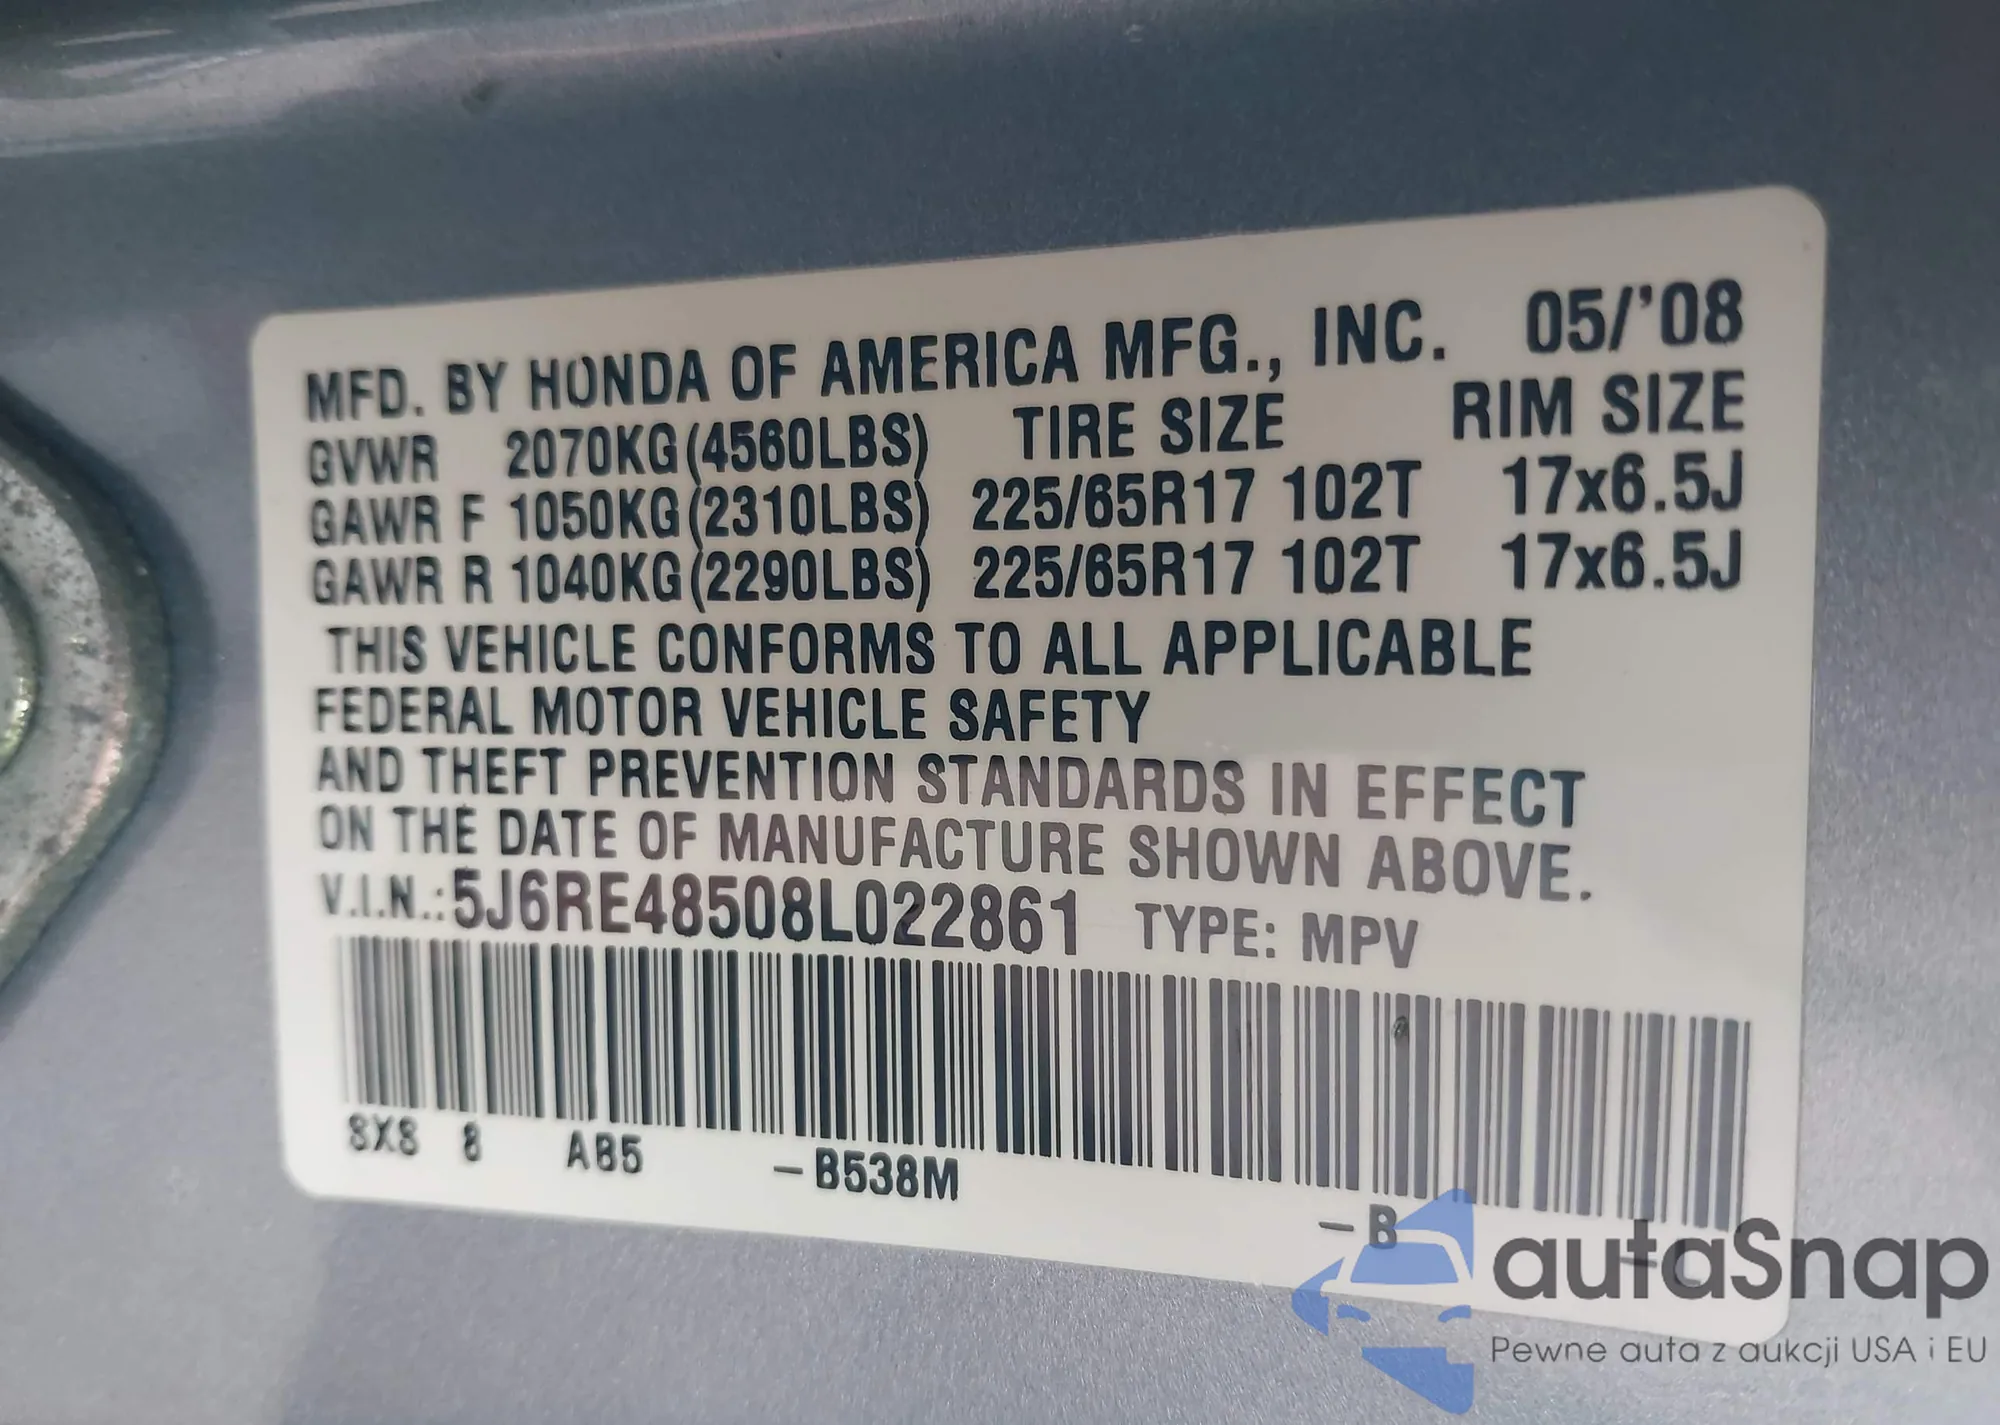 MFD. BY HONDA OF AMERICA MFG., INC. 05/'08
GVWR 2070KG(4560LBS) TIRE SIZE RIM SIZE
GAWR F 1050KG(2310LBS) 225/65R17 102T 17x6.5J
GAWR R 1040KG(2290LBS) 225/65R17 102T 17x6.5J
THIS VEHICLE CONFORMS TO ALL APPLICABLE
FEDERAL MOTOR VEHICLE SAFETY
AND THEFT PREVENTION STANDARDS IN EFFECT
ON THE DATE OF MANUFACTURE SHOWN ABOVE.
V.I.N.:5J6RE48508L022861 TYPE: MPV
SXS 8 AB5 –B538M –B
autaSnap
Pewne auta z aukcji USA i EU